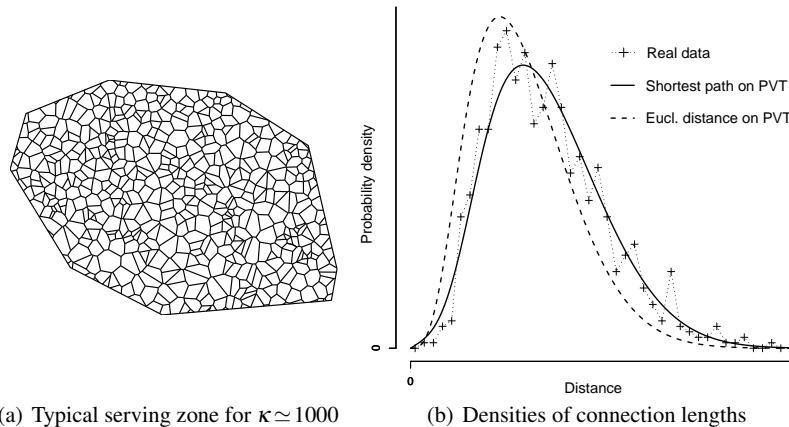 Real data
Shortest path on PVT
Eucl. distance on PVT
Probability density
0
0
Distance
(a) Typical serving zone for κ≃1000
(b) Densities of connection lengths